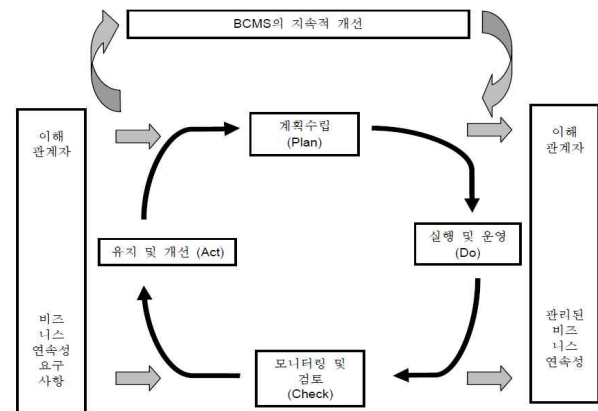 BCMS의 지속적 개선
이해
관계자
계획수립
(Plan)
이해
관계자
유지 및 개선 (Act)
실행 및 운영
(Do)
비즈
니스
연속성
요구
사항
모니터링 및
검토
(Check)
관리된
비즈
니스
연속성